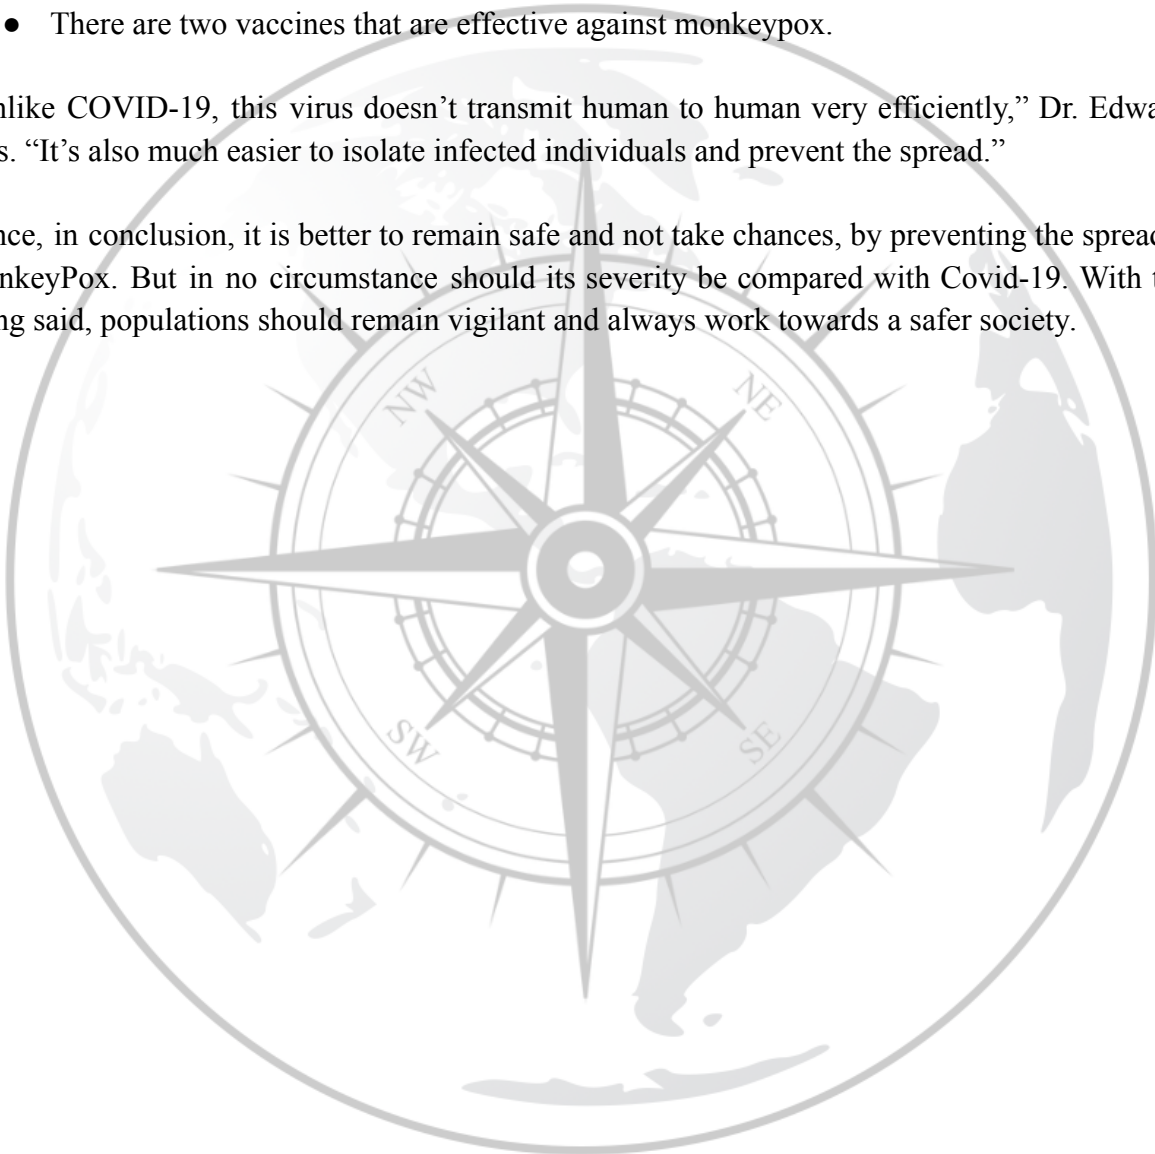 ● There are two vaccines that are effective against monkeypox.
nlike COVID-19, this virus doesn’t transmit human to human very efficiently,” Dr. Edwa
s. “It’s also much easier to isolate infected individuals and prevent the spread.”
nce, in conclusion, it is better to remain safe and not take chances, by preventing the spread
onkeyPox. But in no circumstance should its severity be compared with Covid-19. With t
ng said, populations should remain vigilant and always work towards a safer society.
NW NE
SW SE